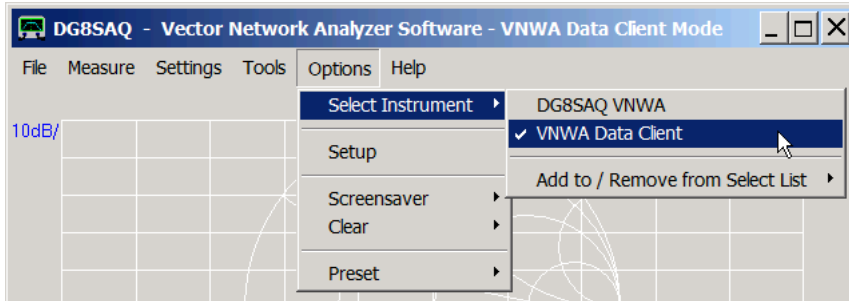 DG8SAQ - Vector Network Analyzer Software - VNWA Data Client Mode
File Measure Settings Tools Options Help
Select Instrument
DG8SAQ VNWA
10dB/
VNWA Data Client
Setup
Add to / Remove from Select List
Screensaver
Clear
Preset